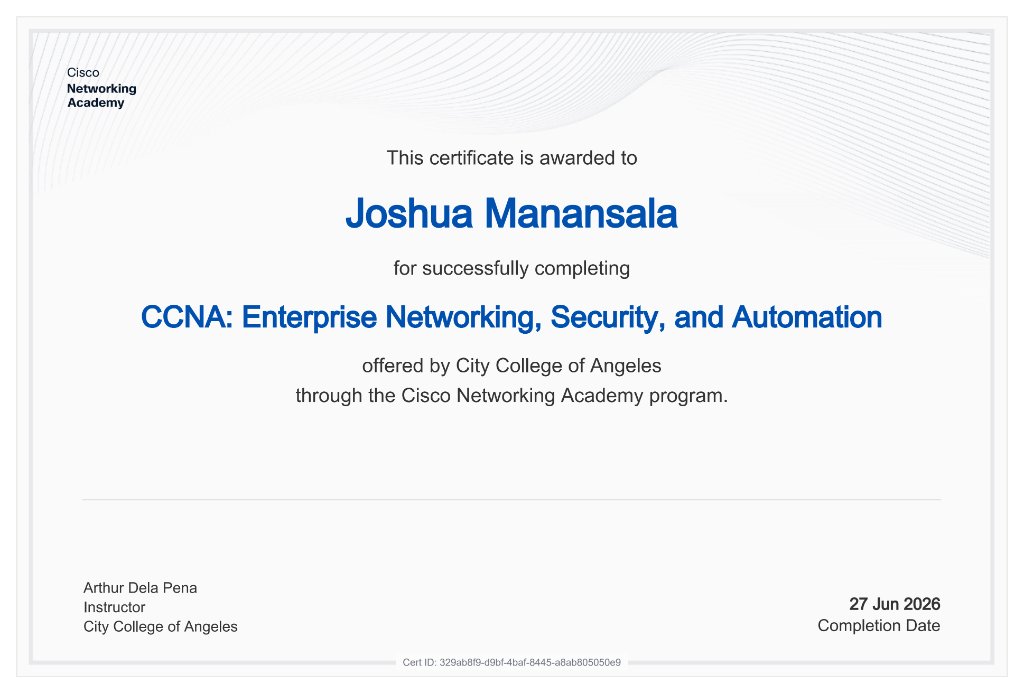 Cisco
Networking
Academy
This certificate is awarded to
Joshua Manansala
for successfully completing
CCNA: Enterprise Networking, Security, and Automation
offered by City College of Angeles
through the Cisco Networking Academy program.
Arthur Dela Pena
Instructor
City College of Angeles
27 Jun 2026
Completion Date
Cert ID: 329ab8f9-d9bf-4baf-8445-a8ab805050e9